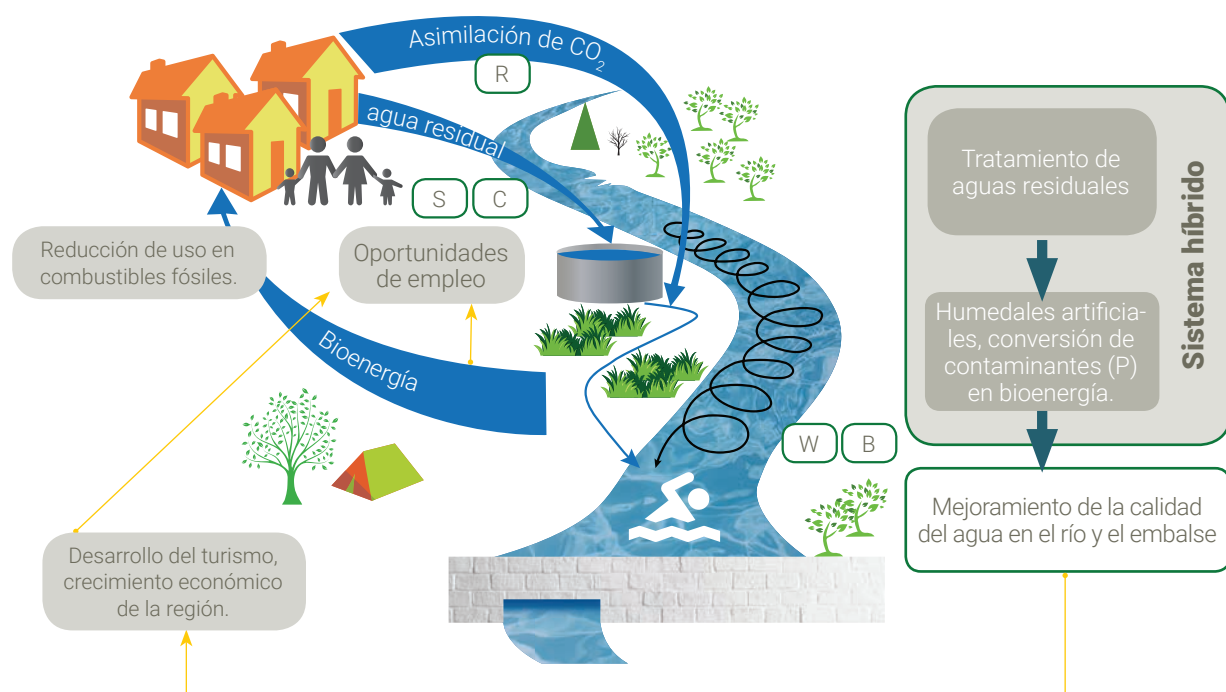 Asimilación de CO2
R
agua residual
S
C
Reducción de uso en
combustibles fósiles.
Oportunidades
de empleo
Bioenergía
W
B
Desarrollo del turismo,
crecimiento económico
de la región.
Tratamiento de
aguas residuales
Humedales artificia-
les, conversión de
contaminantes (P)
en bioenergía.
Sistema híbrido
Mejoramiento de la calidad
del agua en el río y el embalse